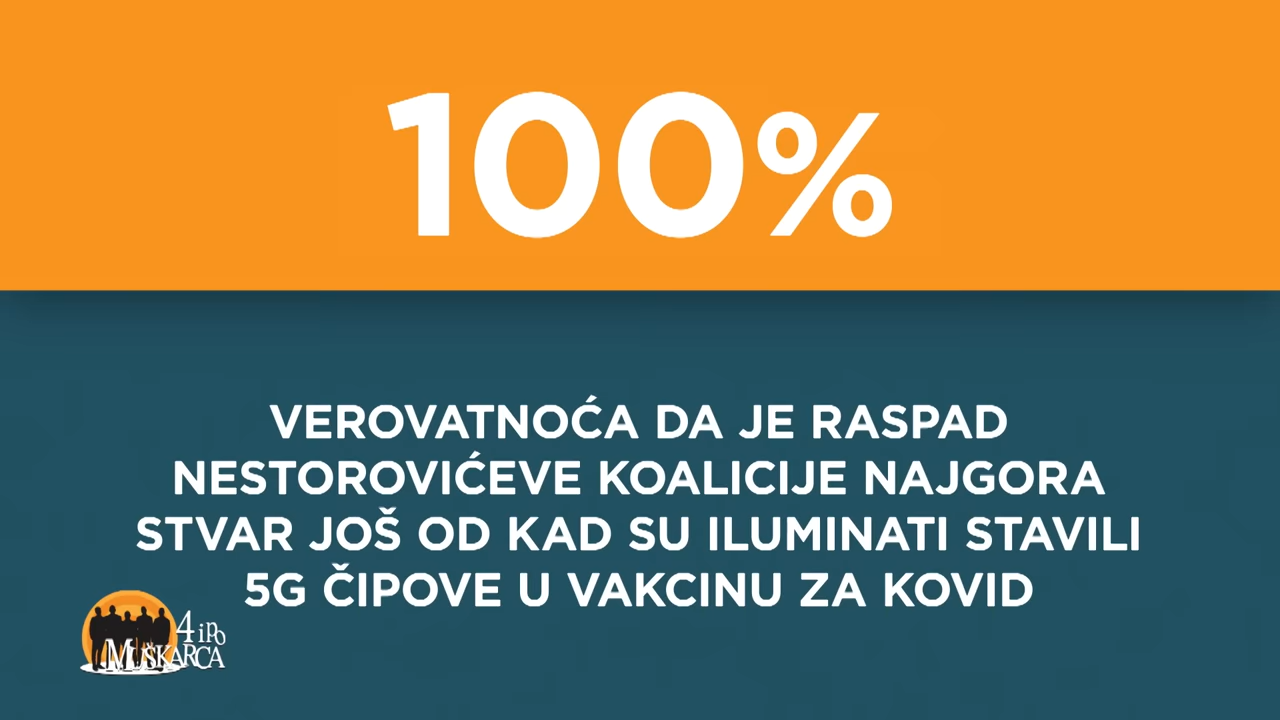 100%
VEROVATNOĆA DA JE RASPAD
NESTOROVIĆEVE KOALICIJE NAJGORA
STVAR JOŠ OD KAD SU ILUMINATI STAVILI
5G ČIPOVE U VAKCINU ZA KOVID
4 i PO
MUŠKARCA